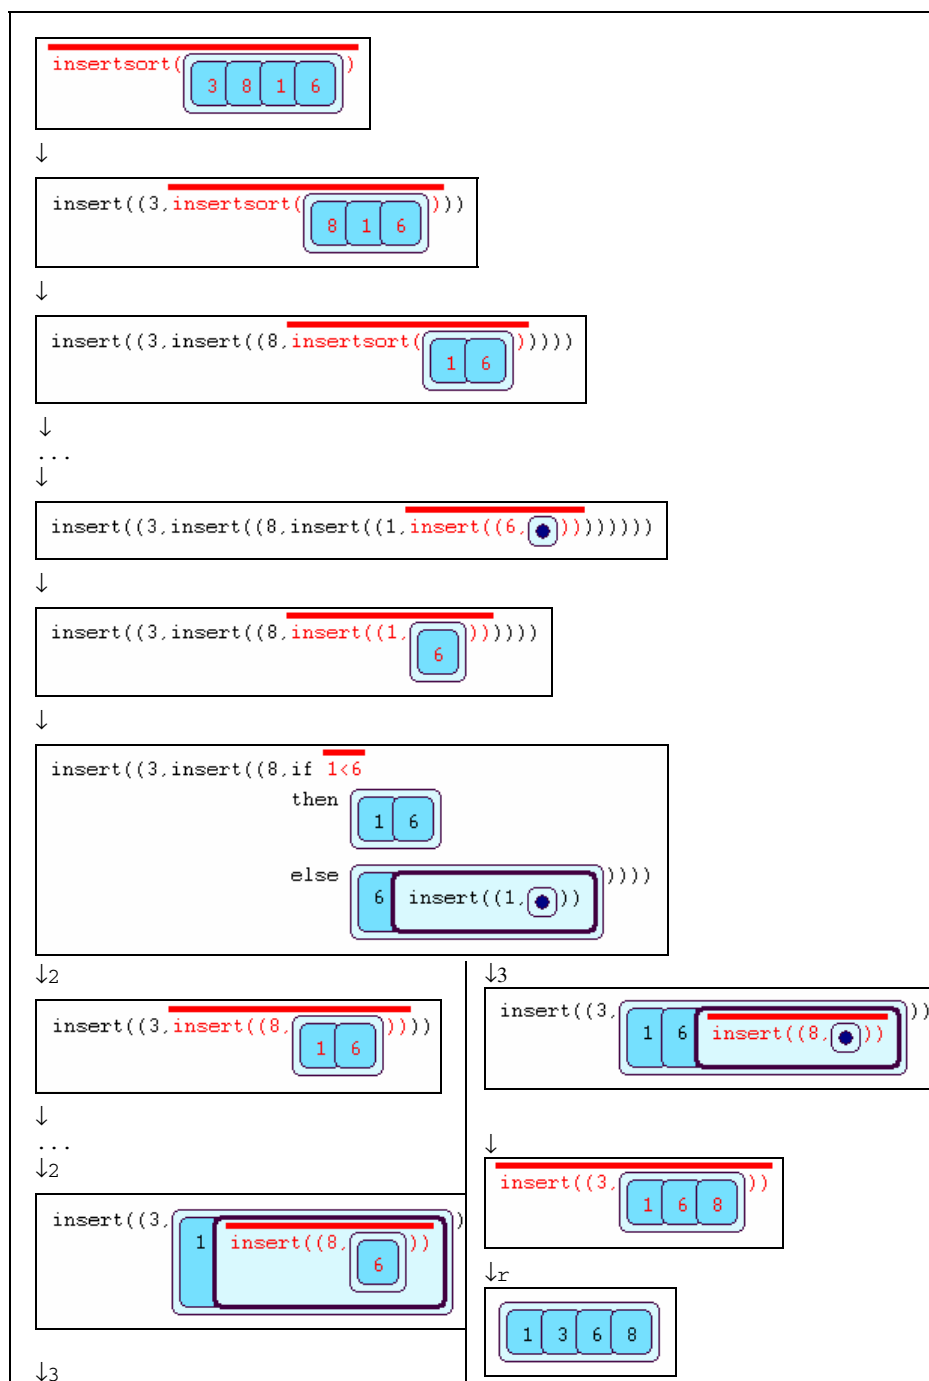 insertsort(3 8 1 6)
↓
insert((3,insertsort(8 1 6)))
↓
insert((3,insert((8,insertsort(1 6)))))
↓
...
↓
insert((3,insert((8,insert((1,insert((6,●))))))))
↓
insert((3,insert((8,insert((1,6))))))
↓
insert((3,insert((8,if 1<6
then 1 6
else 6 insert((1,●))))))
↓2
insert((3,insert((8,1 6))))
↓
...
↓2
insert((3,1 insert((8,6)))
↓3
↓3
insert((3,1 6 insert((8,●))))
↓
insert((3,1 6 8))
↓r
1 3 6 8